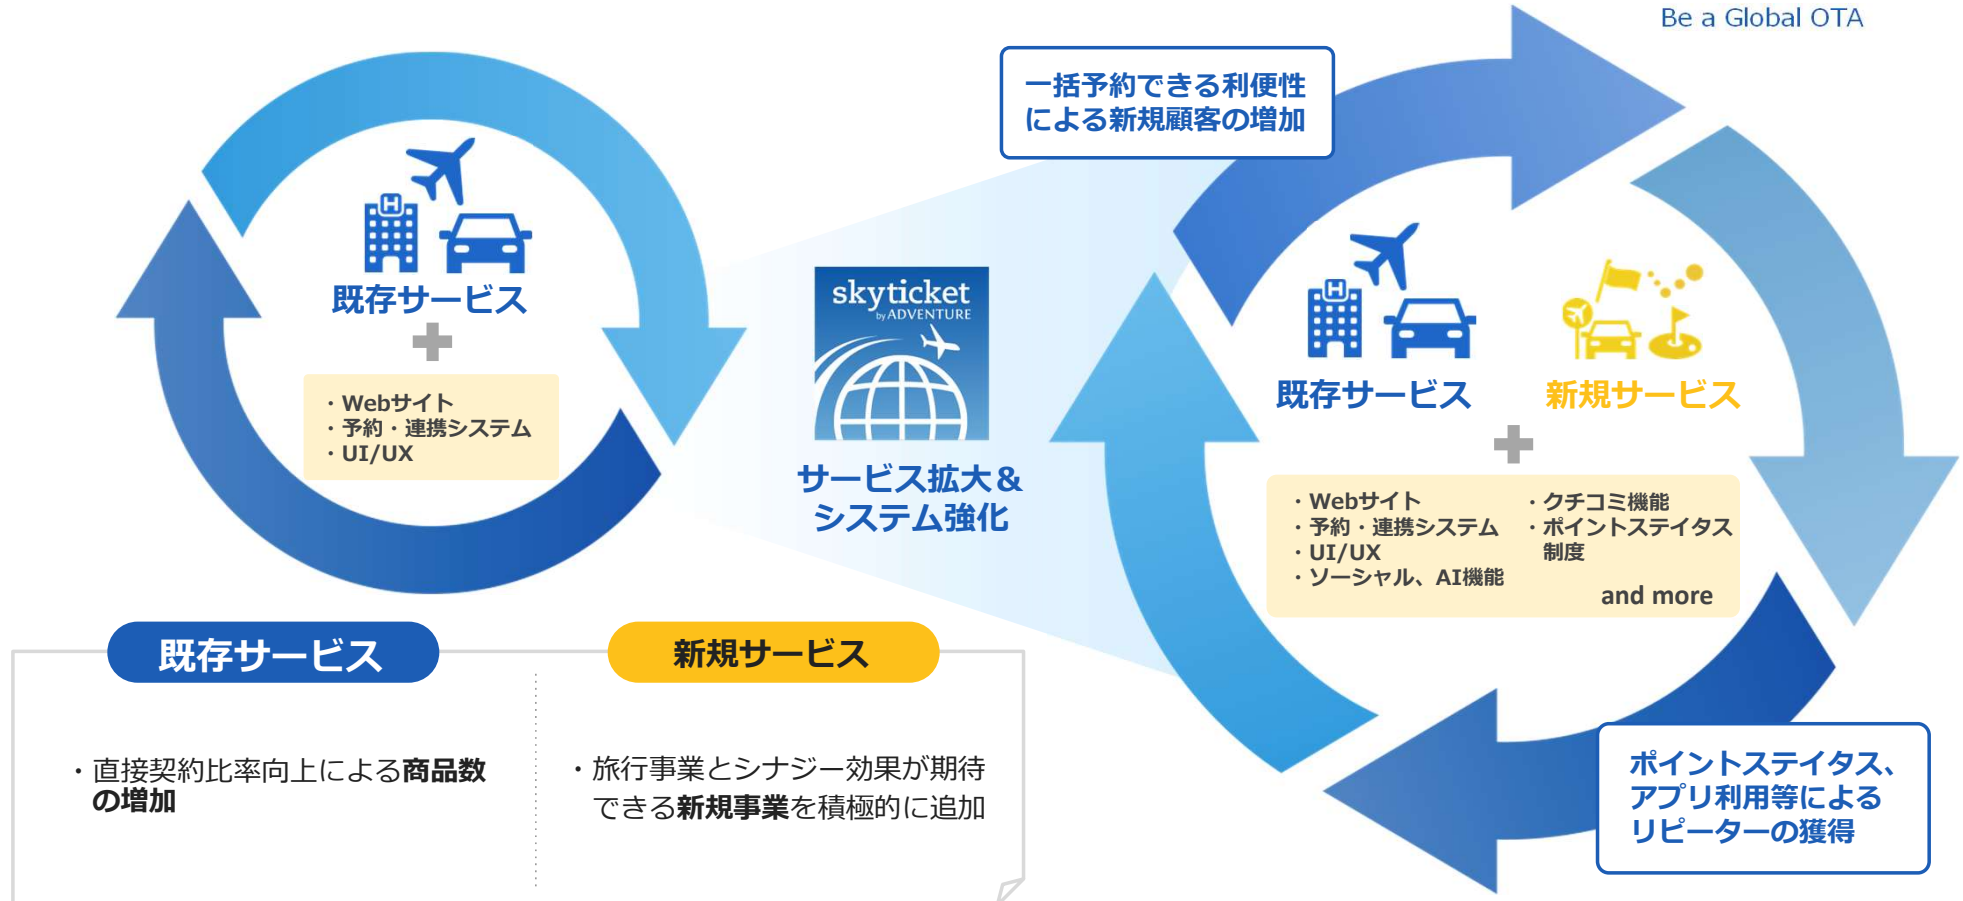 Be a Global OTA
一括予約できる利便性
による新規顧客の増加
H
既存サービス
・Webサイト
・予約・連携システム
・UI/UX
skyticket
by ADVENTURE
サービス拡大＆
システム強化
H
既存サービス
新規サービス
・Webサイト
・予約・連携システム
・UI/UX
・ソーシャル、AI機能
・クチコミ機能
・ポイントステイタス
制度
and more
ポイントステイタス、
アプリ利用等による
リピーターの獲得
既存サービス
・直接契約比率向上による商品数
の増加
新規サービス
・旅行事業とシナジー効果が期待
できる新規事業を積極的に追加